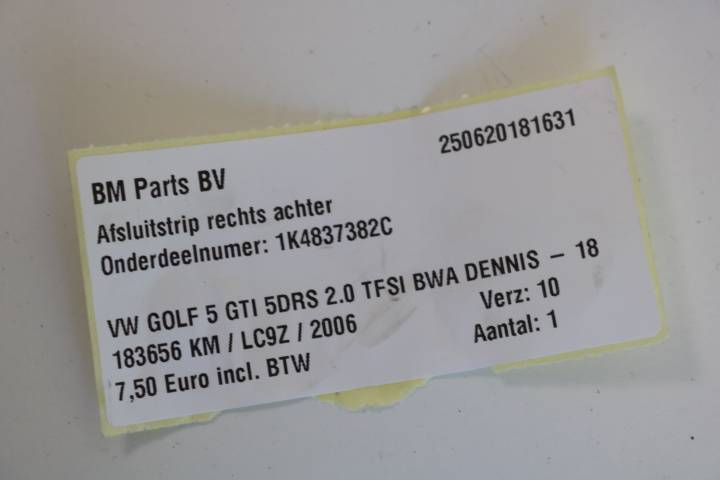 250620181631
BM Parts BV
Afsluitstrip rechts achter
Onderdeelnumer: 1K4837382C
VW GOLF 5 GTI 5DRS 2.0 TFSI BWA DENNIS – 18
183656 KM / LC9Z / 2006 Verz: 10
7,50 Euro incl. BTW Aantal: 1